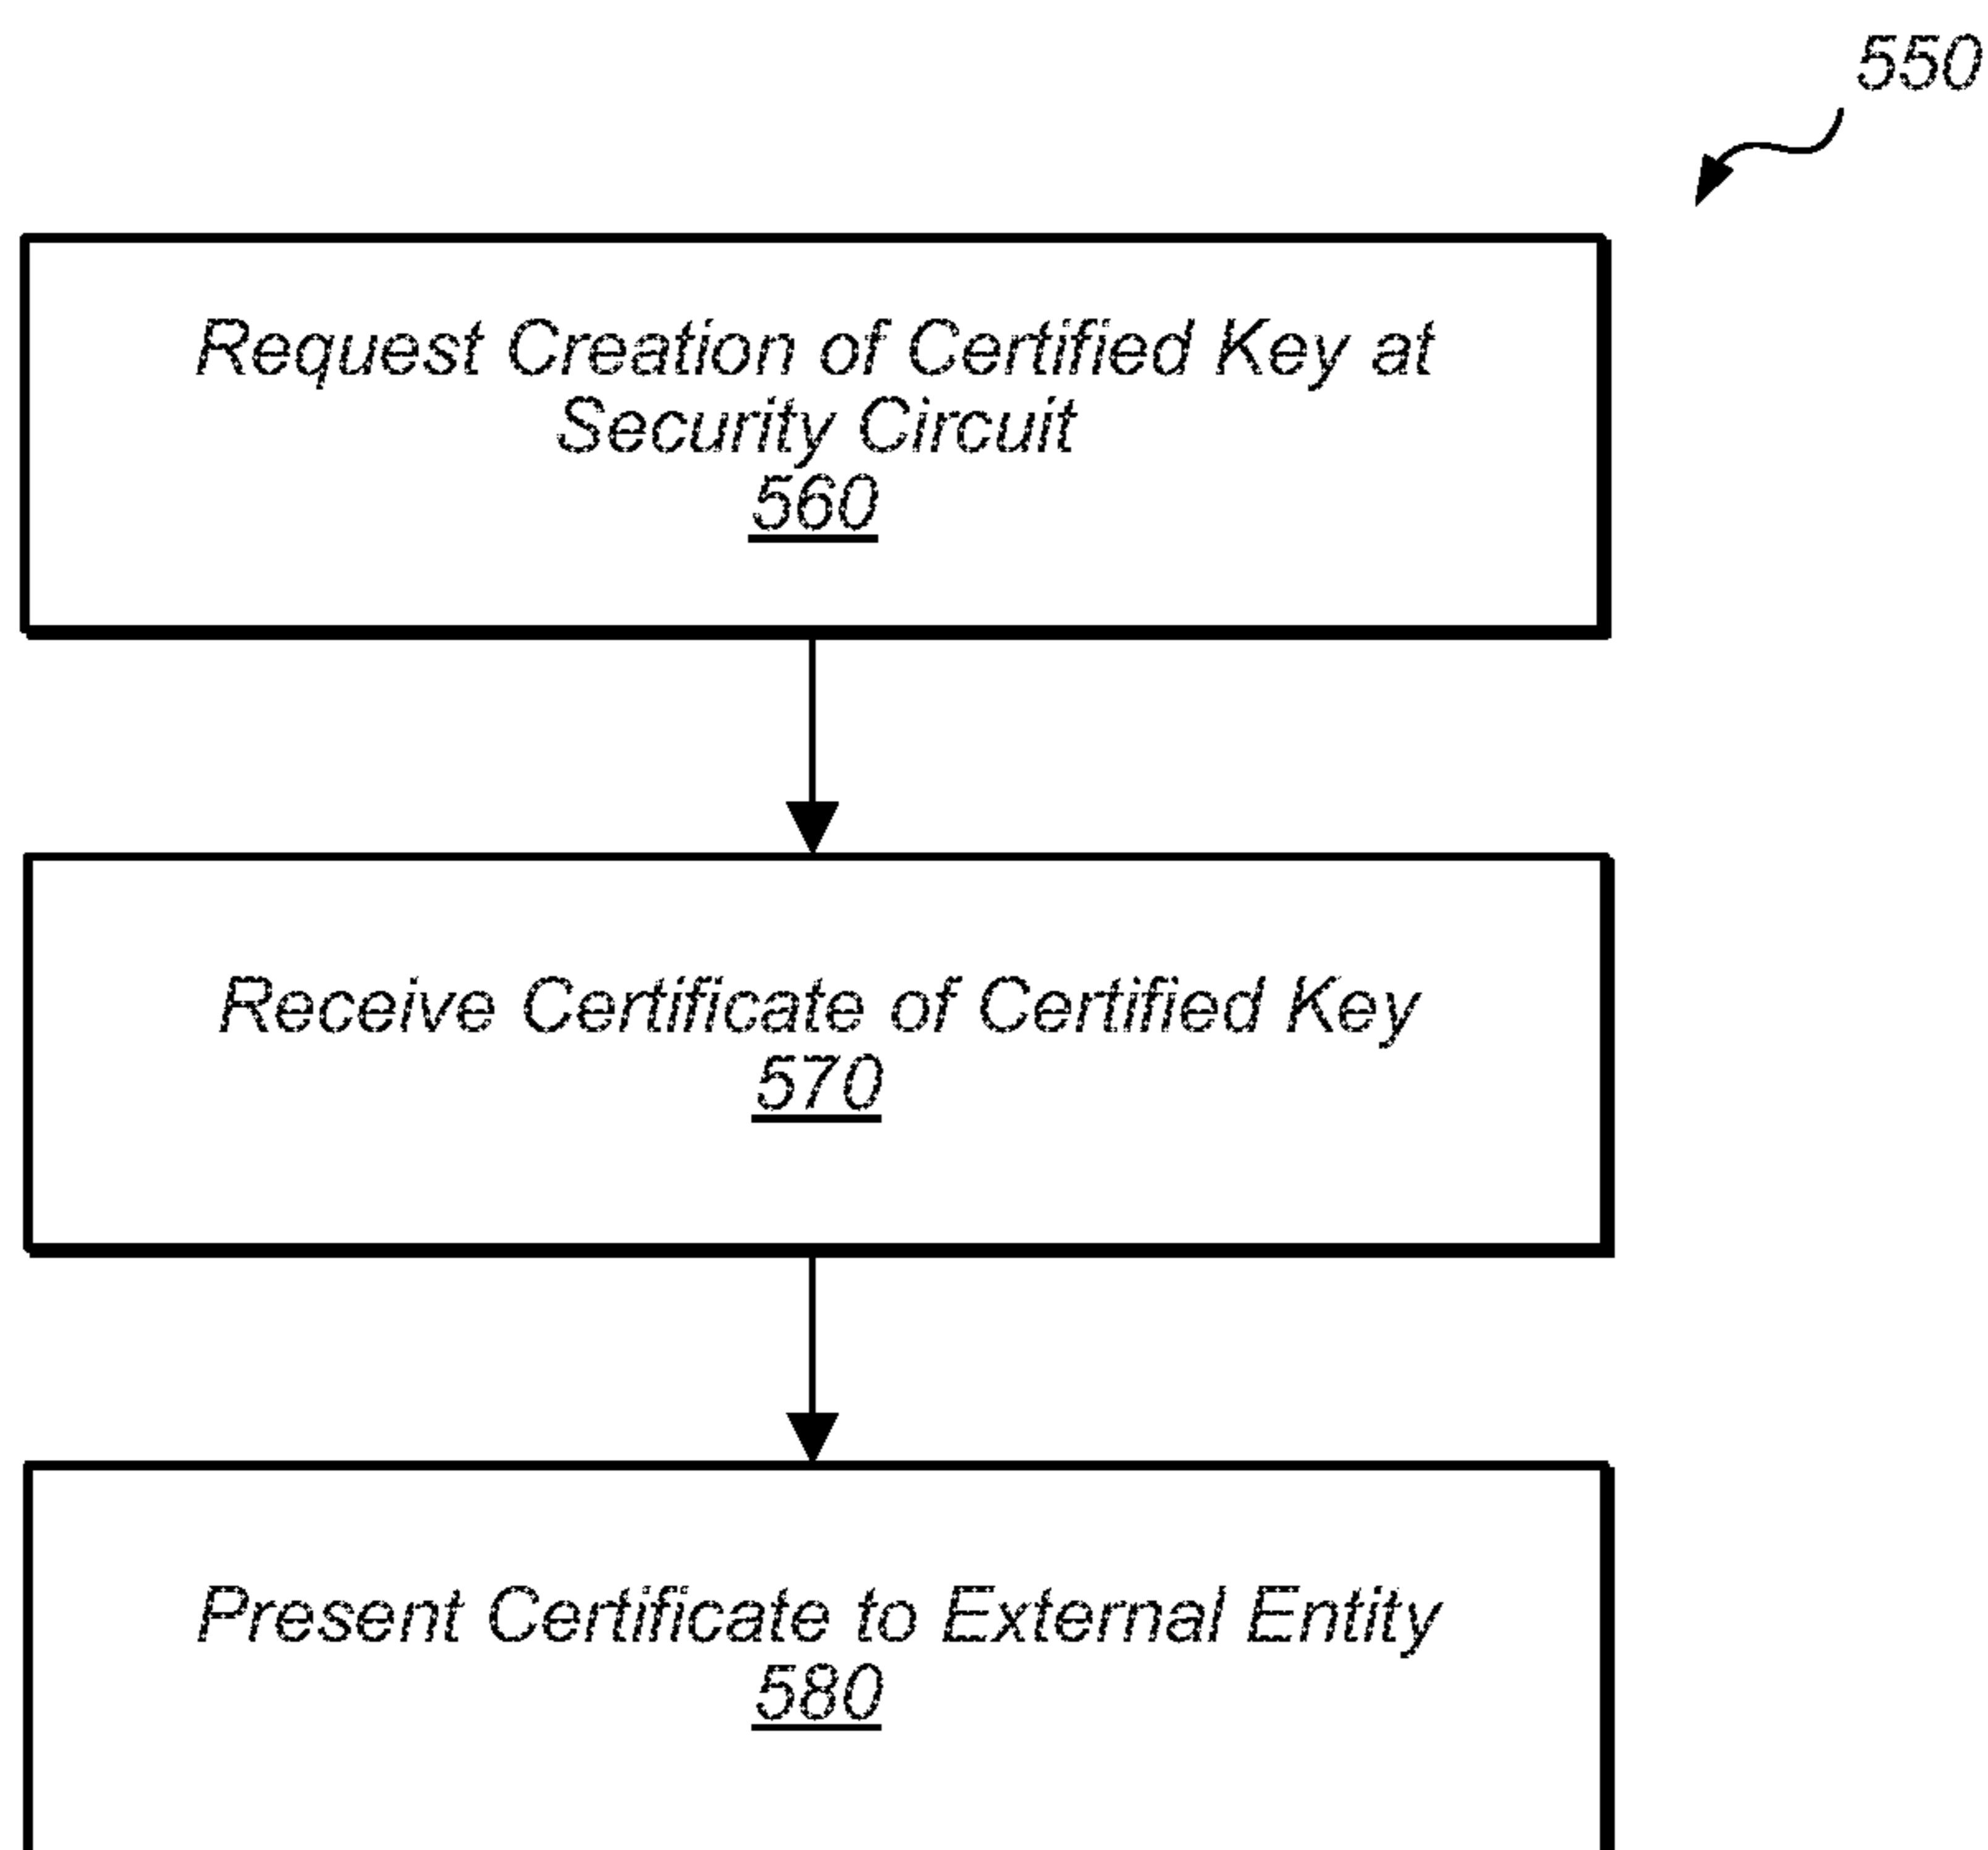 550
Request Creation of Certified Key at
Security Circuit
560
Receive Certificate of Certified Key
570
Present Certificate to External Entity
580